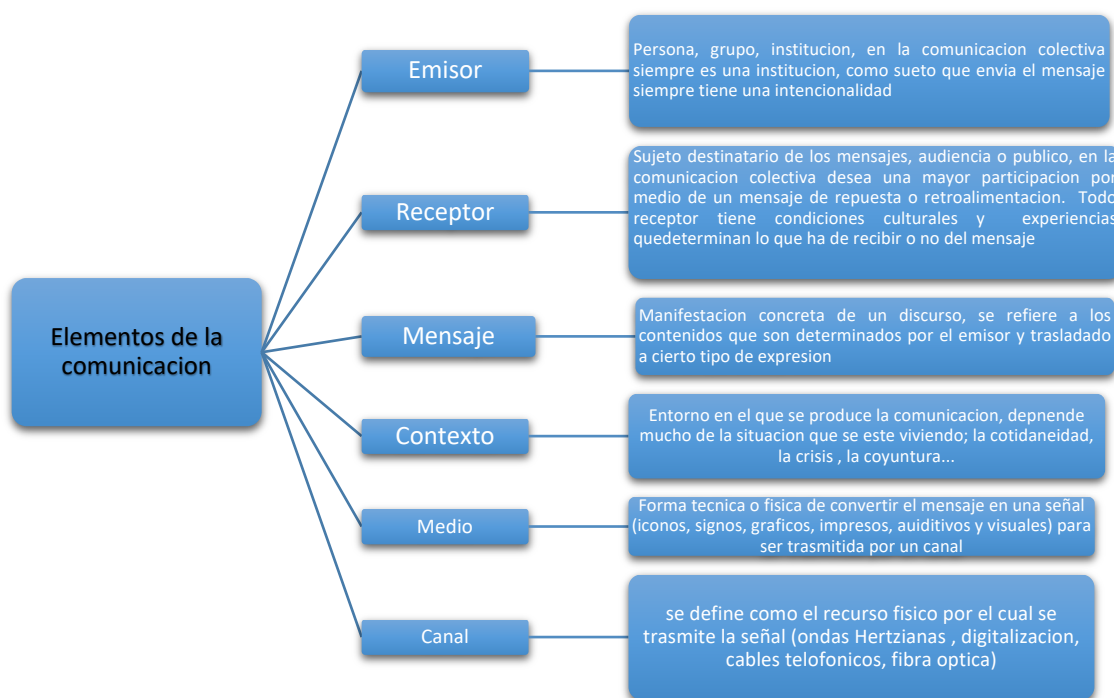 Elementos de la
comunicacion
Emisor
Persona, grupo, institucion, en la comunicacion colectiva
siempre es una institucion, como sueto que envia el mensaje
siempre tiene una intencionalidad
Receptor
Sujeto destinatario de los mensajes, audiencia o publico, en la
comunicacion colectiva desea una mayor participacion por
medio de un mensaje de repuesta o retroalimentacion. Todo
receptor tiene condiciones culturales y experiencias
quedeterminan lo que ha de recibir o no del mensaje
Mensaje
Manifestacion concreta de un discurso, se refiere a los
contenidos que son determinados por el emisor y trasladado
a cierto tipo de expresion
Contexto
Entorno en el que se produce la comunicacion, depnende
mucho de la situacion que se este viviendo; la cotidaneidad,
la crisis , la coyuntura...
Medio
Forma tecnica o fisica de convertir el mensaje en una señal
(iconos, signos, graficos, impresos, auiditivos y visuales) para
ser trasmitida por un canal
Canal
se define como el recurso fisico por el cual se
trasmite la señal (ondas Hertzianas , digitalizacion,
cables telofonicos, fibra optica)